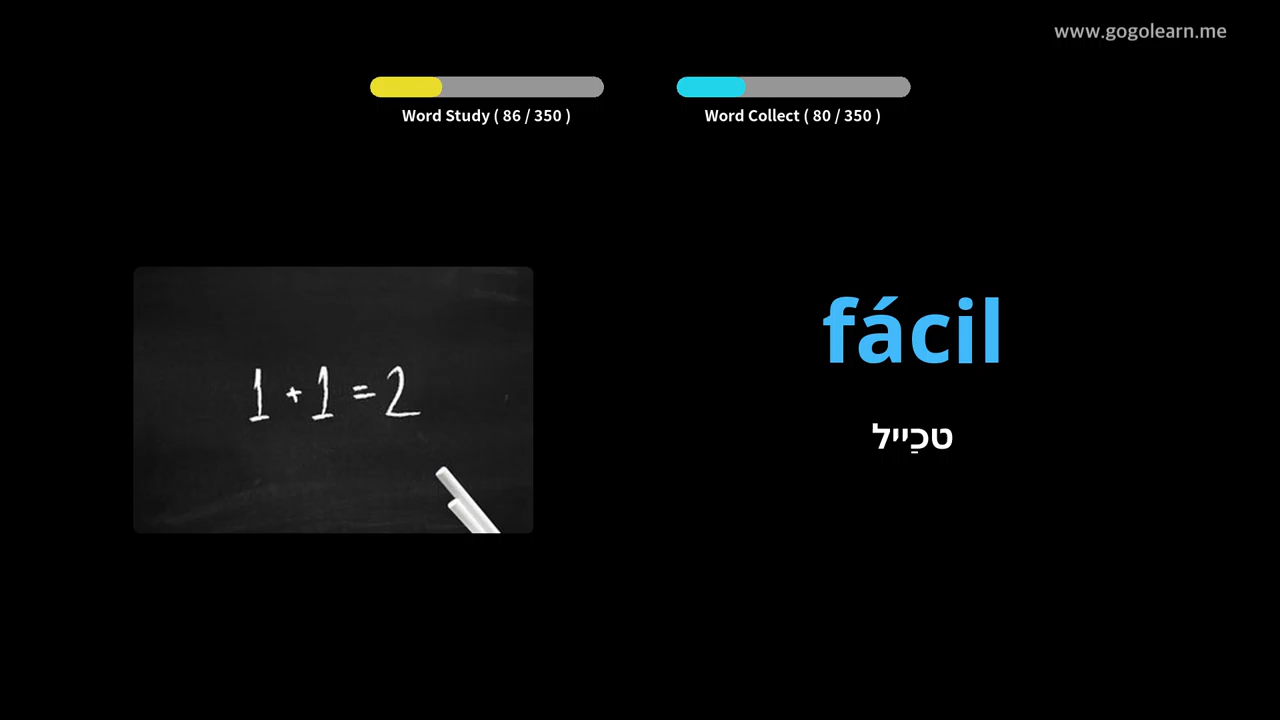 www.gogolearn.me
Word Study ( 86 / 350 )
Word Collect ( 80 / 350 )
1 + 1 = 2
fácil
טכַייל